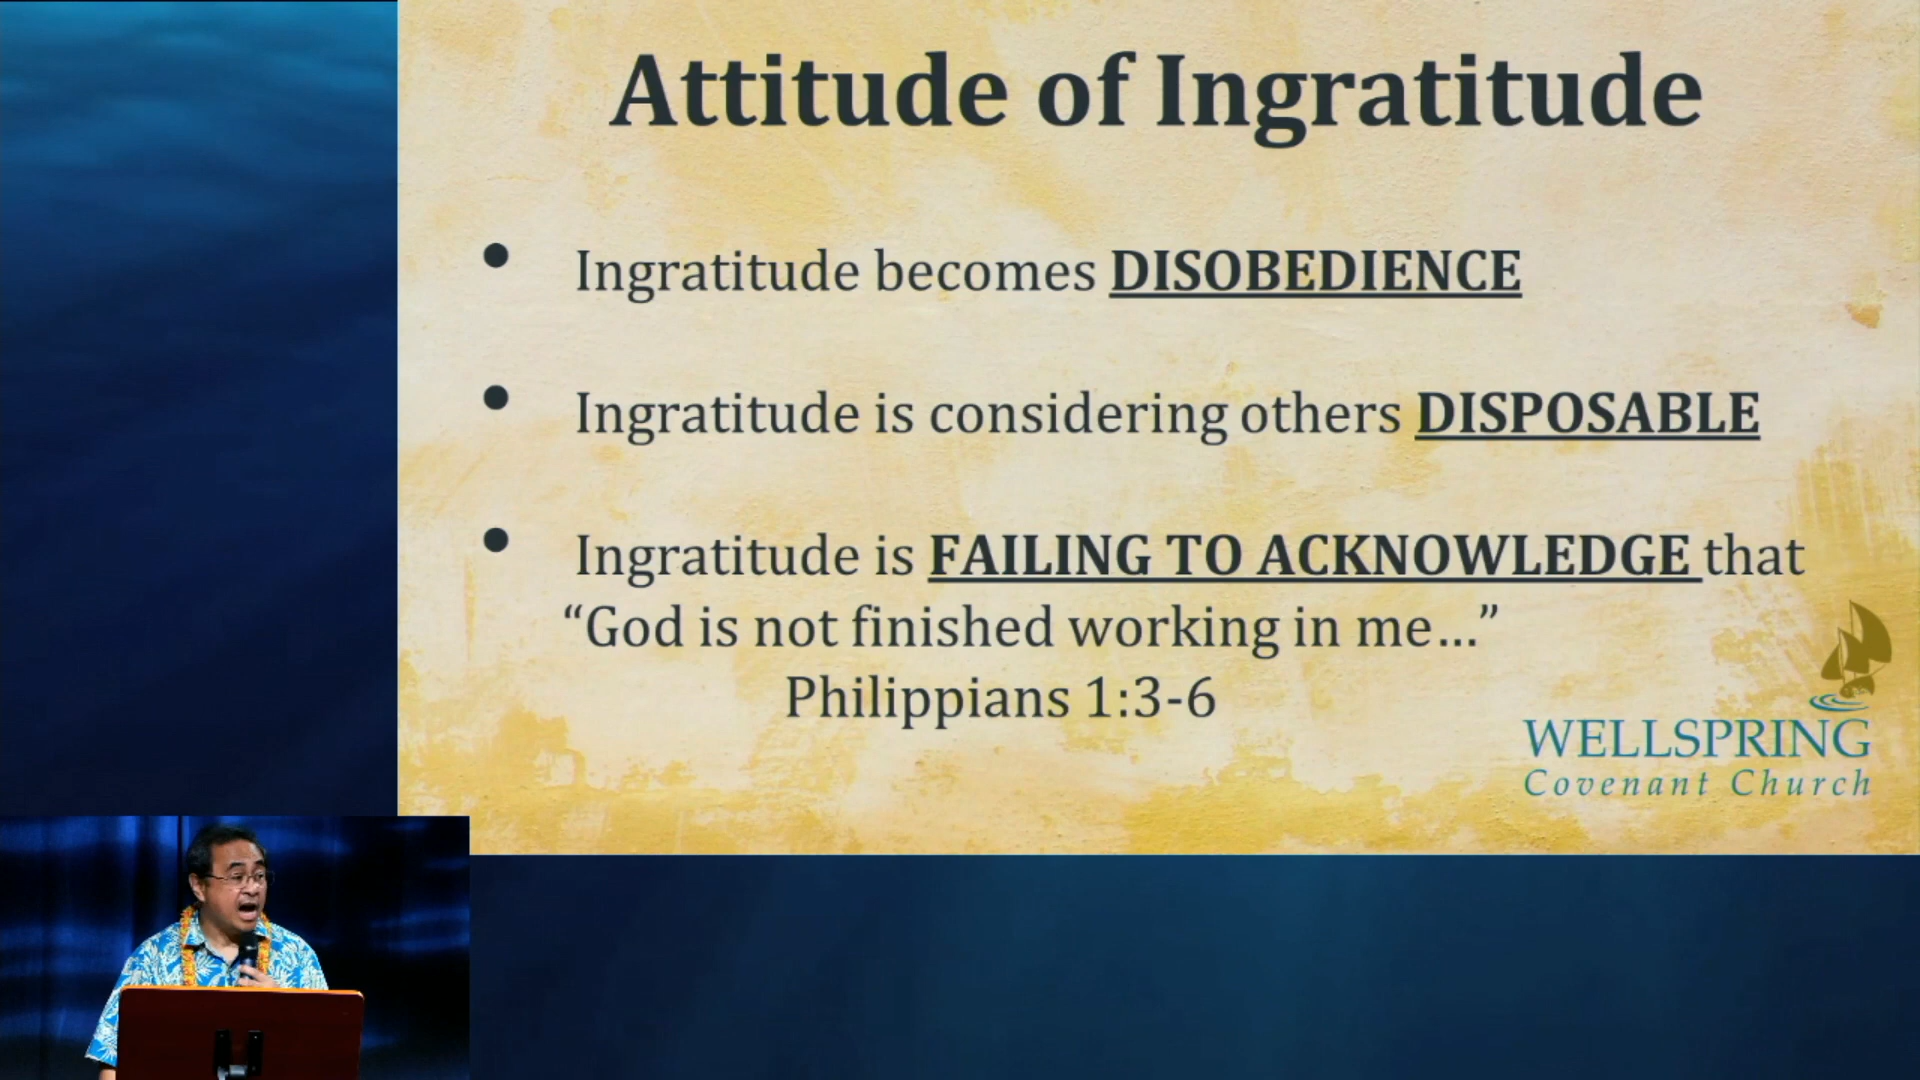 Attitude of Ingratitude
• Ingratitude becomes DISOBEDIENCE
• Ingratitude is considering others DISPOSABLE
• Ingratitude is FAILING TO ACKNOWLEDGE that
“God is not finished working in me…”
Philippians 1:3-6
WELLSPRING
Covenant Church